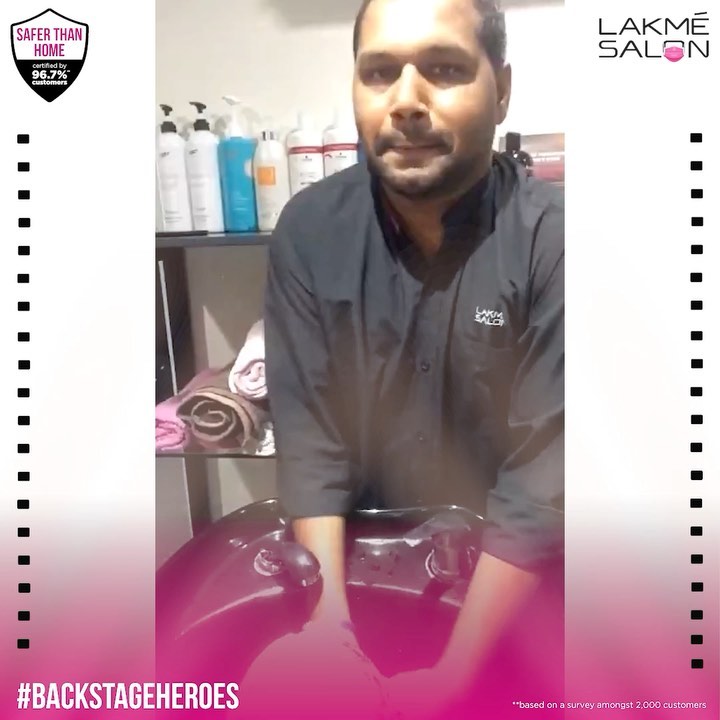 SAFER THAN
HOME
certified by
96.7%**
customers
LAKMÉ
SALON
LAKMÉ
SALON
#BACKSTAGEHEROES
**based on a survey amongst 2,000 customers